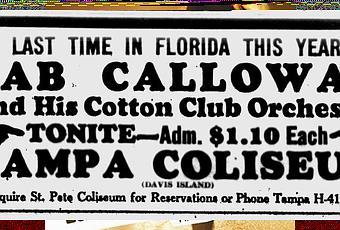 LAST TIME IN FLORIDA THIS YEAR
AB CALLOWA
nd His Cotton Club Orches
TONITE—Adm. $1.10 Each
AMPA COLISEU
(DAVIS ISLAND)
quire St. Pete Coliseum for Reservations or Phone Tampa H-41